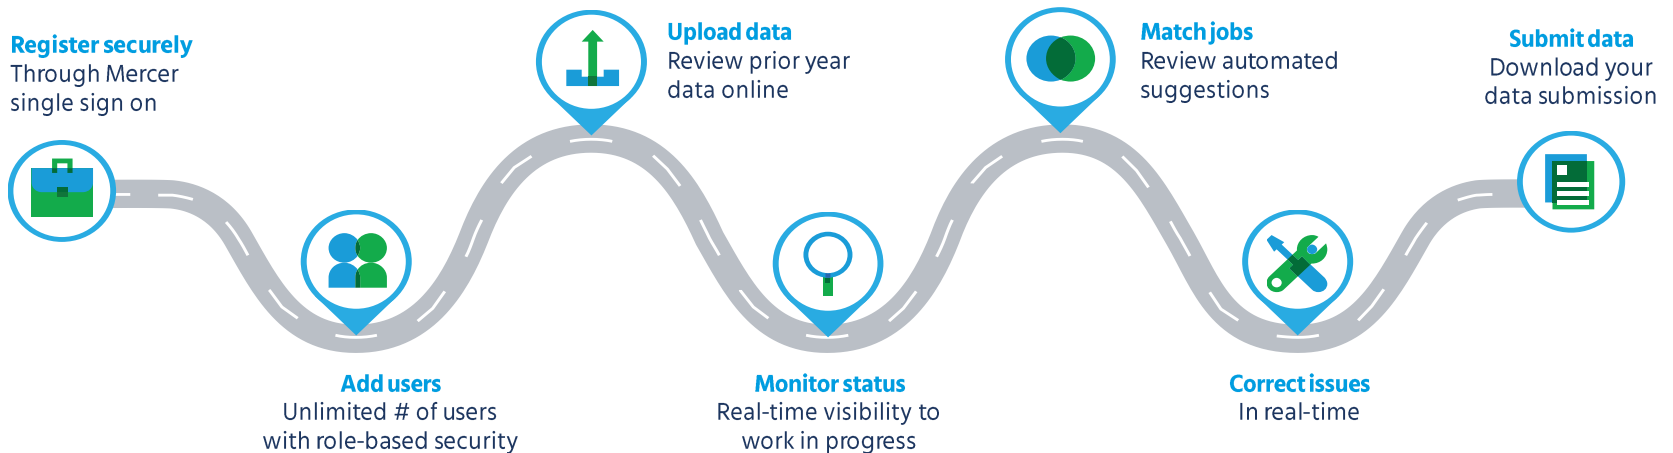 Register securely
Through Mercer
single sign on
Add users
Unlimited # of users
with role-based security
Upload data
Review prior year
data online
Monitor status
Real-time visibility to
work in progress
Match jobs
Review automated
suggestions
Correct issues
In real-time
Submit data
Download your
data submission